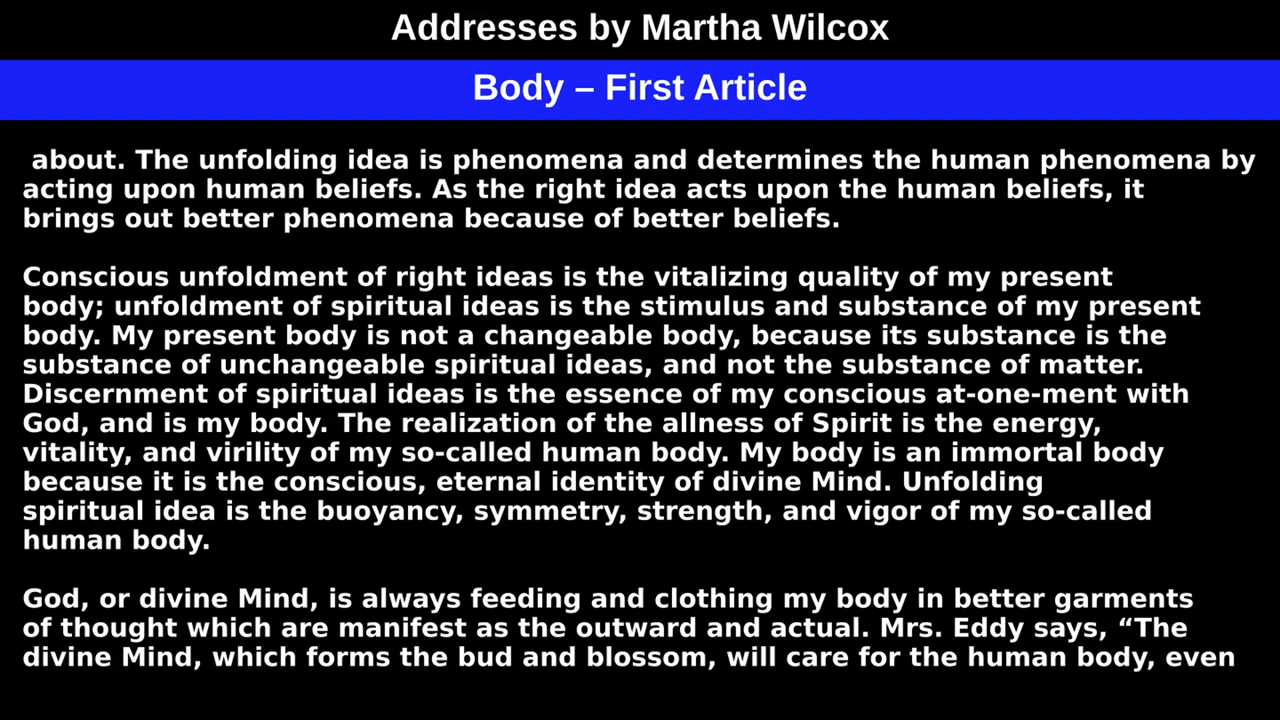 Addresses by Martha Wilcox
Body – First Article
about. The unfolding idea is phenomena and determines the human phenomena by
acting upon human beliefs. As the right idea acts upon the human beliefs, it
brings out better phenomena because of better beliefs.
Conscious unfoldment of right ideas is the vitalizing quality of my present
body; unfoldment of spiritual ideas is the stimulus and substance of my present
body. My present body is not a changeable body, because its substance is the
substance of unchangeable spiritual ideas, and not the substance of matter.
Discernment of spiritual ideas is the essence of my conscious at-one-ment with
God, and is my body. The realization of the allness of Spirit is the energy,
vitality, and virility of my so-called human body. My body is an immortal body
because it is the conscious, eternal identity of divine Mind. Unfolding
spiritual idea is the buoyancy, symmetry, strength, and vigor of my so-called
human body.
God, or divine Mind, is always feeding and clothing my body in better garments
of thought which are manifest as the outward and actual. Mrs. Eddy says, “The
divine Mind, which forms the bud and blossom, will care for the human body, even